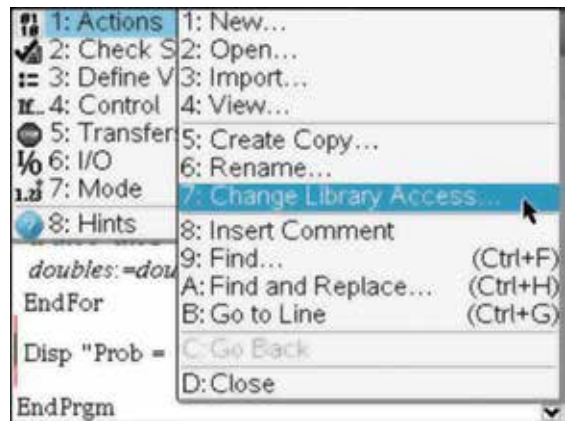 1: Actions
2: Check S
3: Define V
4: Control
5: Transfer
6: I/O
7: Mode
8: Hints
1: New...
2: Open...
3: Import...
4: View...
5: Create Copy...
6: Rename...
7: Change Library Access...
8: Insert Comment
9: Find... (Ctrl+F)
A: Find and Replace... (Ctrl+H)
B: Go to Line (Ctrl+G)
C: Go Back
D: Close
doubles:=dou
EndFor
Disp "Prob =
EndPrgm